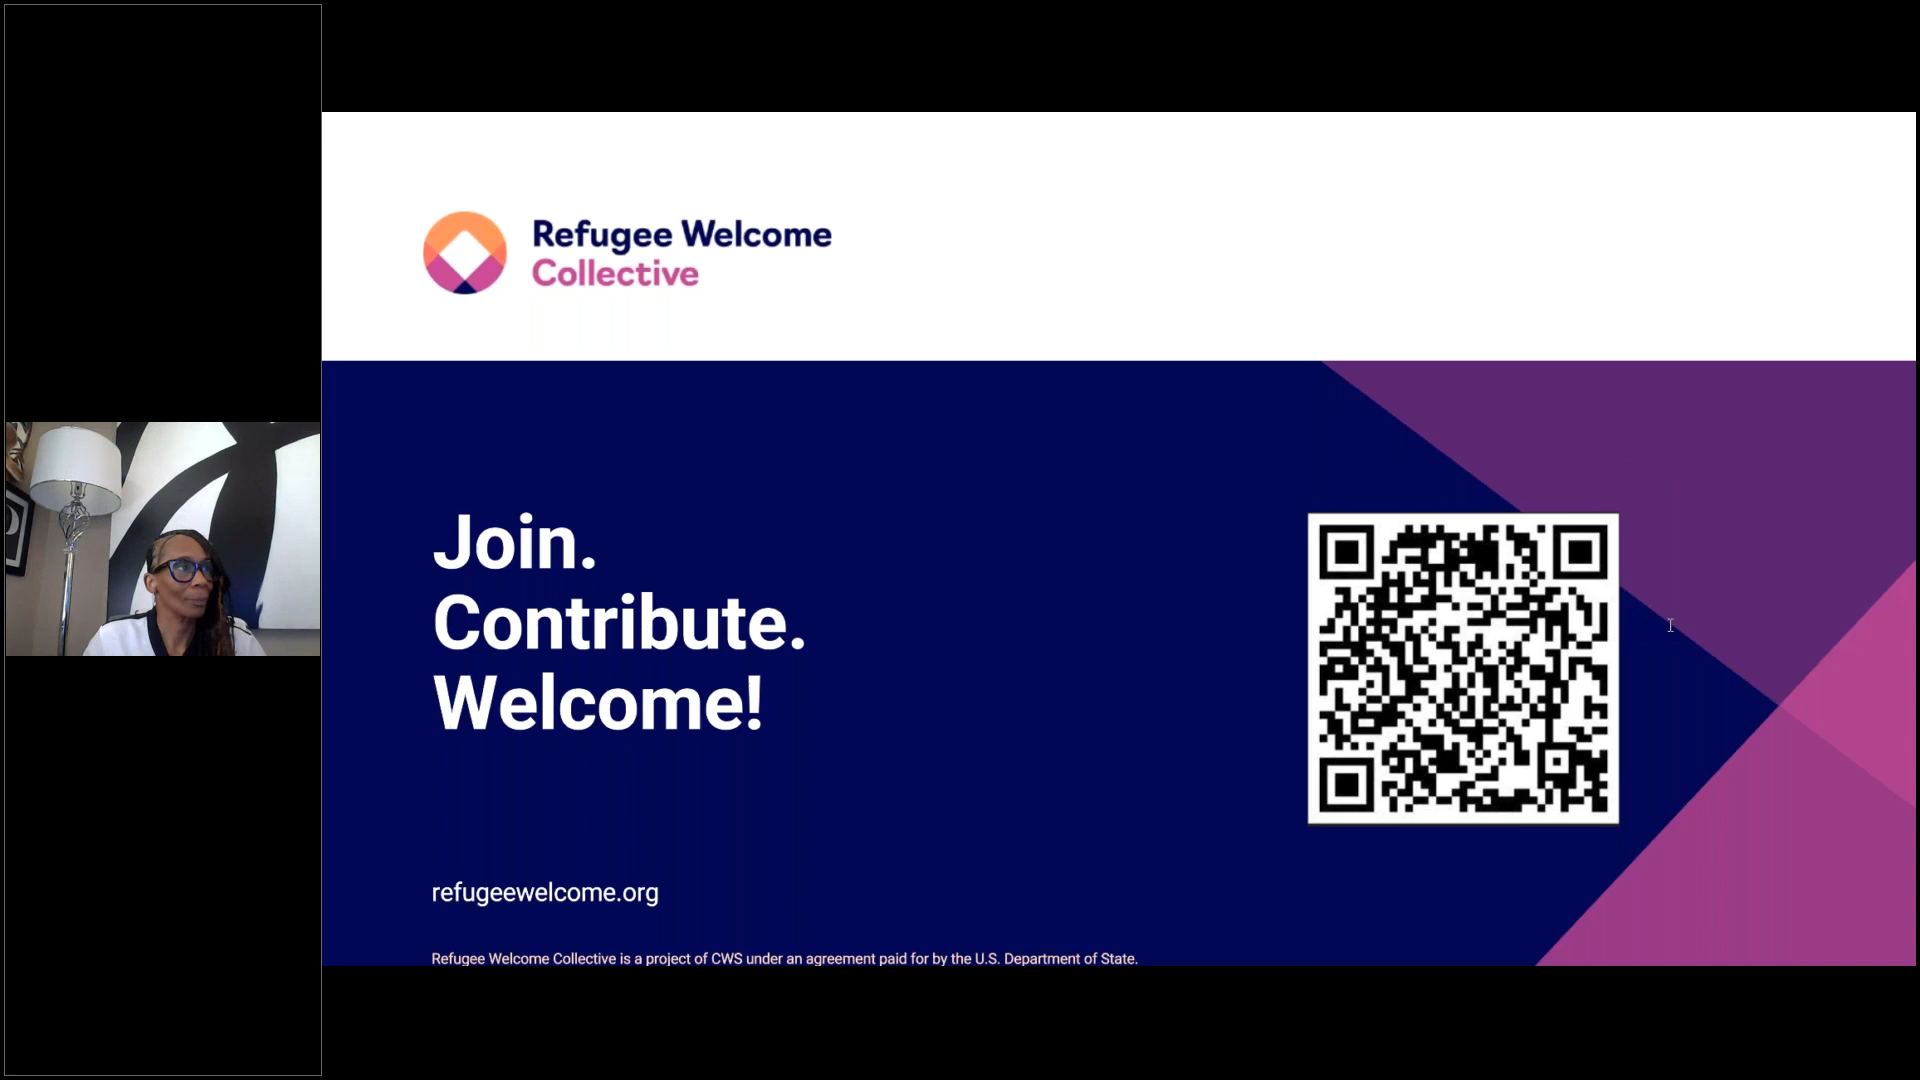 Refugee Welcome
Collective
Join.
Contribute.
Welcome!
refugeewelcome.org
Refugee Welcome Collective is a project of CWS under an agreement paid for by the U.S. Department of State.